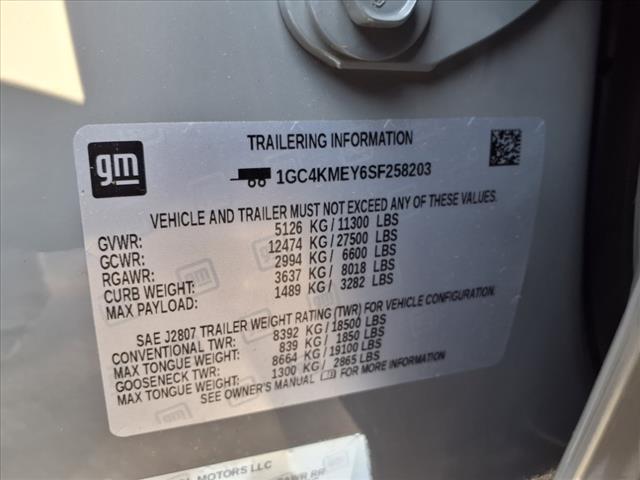 gm
TRAILERING INFORMATION
1GC4KMEY6SF258203
VEHICLE AND TRAILER MUST NOT EXCEED ANY OF THESE VALUES.
GVWR: 5126 KG/11300 LBS
GCWR: 12474 KG/27500 LBS
RGAWR: 2994 KG/ 6600 LBS
CURB WEIGHT: 3637 KG/ 8018 LBS
MAX PAYLOAD: 1489 KG/ 3282 LBS
SAE J2807 TRAILER WEIGHT RATING (TWR) FOR VEHICLE CONFIGURATION.
CONVENTIONAL TWR: 8392 KG/18500 LBS
MAX TONGUE WEIGHT: 839 KG/ 1850 LBS
GOOSENECK TWR: 8664 KG/19100 LBS
MAX TONGUE WEIGHT: 1300 KG/ 2865 LBS
SEE OWNER'S MANUAL FOR MORE INFORMATION
MOTORS LLC
GAWR RR